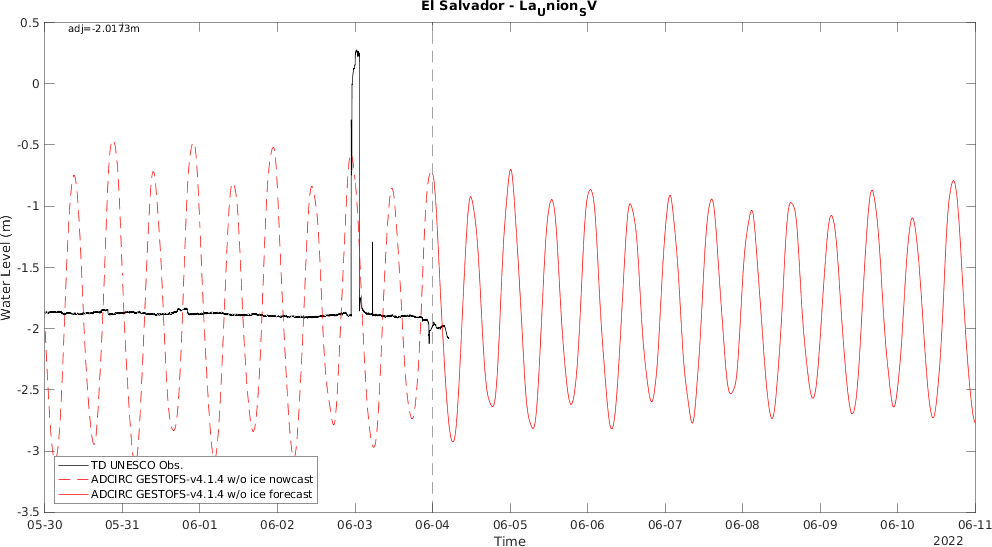 El Salvador - LaUnionSV
adj=-2.0173m
0.5
0
-0.5
-1
-1.5
-2
-2.5
-3
-3.5
Water Level (m)
TD UNESCO Obs.
ADCIRC GESTOFS-v4.1.4 w/o ice nowcast
ADCIRC GESTOFS-v4.1.4 w/o ice forecast
05-30 05-31 06-01 06-02 06-03 06-04 06-05 06-06 06-07 06-08 06-09 06-10 06-11
Time
2022